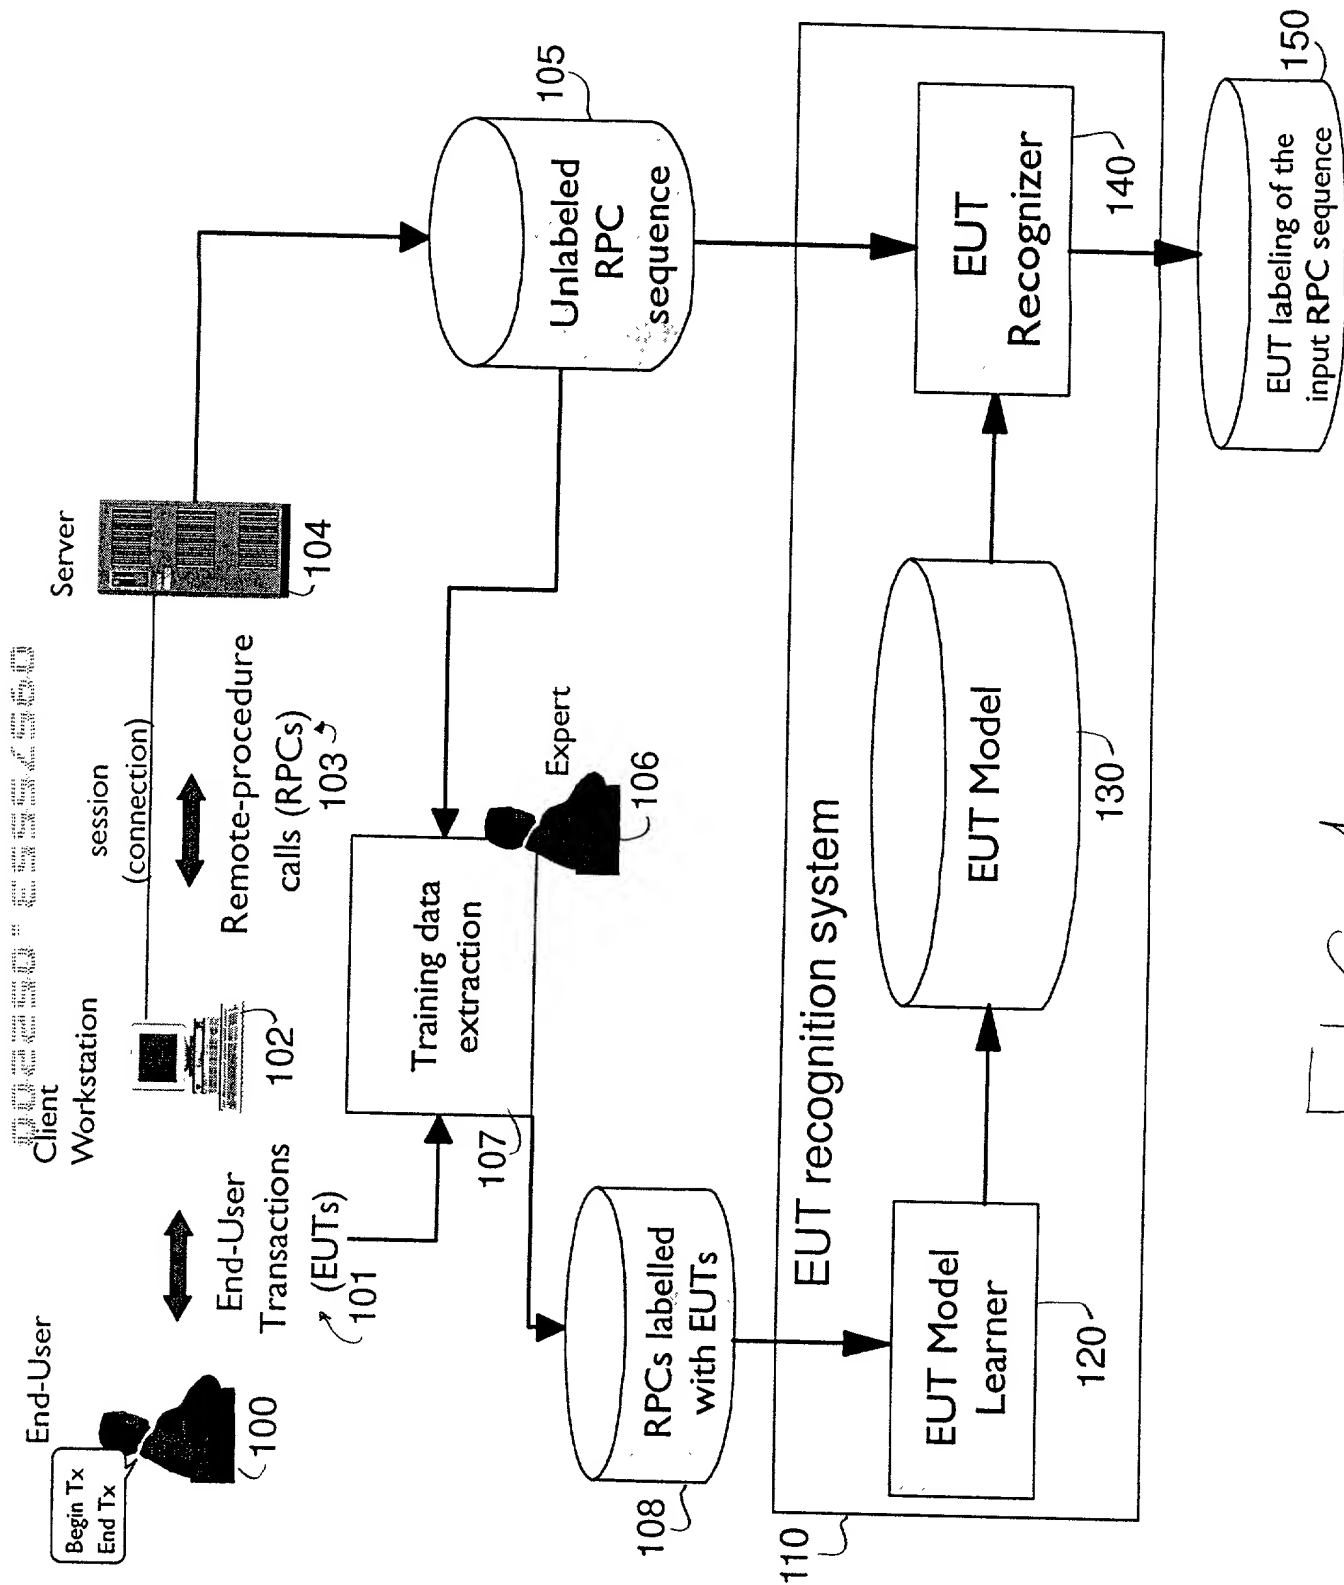 End-User
Begin Tx
End Tx
100
End-User
Transactions
(EUTs)
101
Client
Workstation
102
session
(connection)
Remote-procedure
calls (RPCs)
103
Server
104
Unlabeled
RPC
sequence
105
Training data
extraction
107
Expert
106
RPCs labelled
with EUTs
108
EUT recognition system
110
EUT Model
Learner
120
EUT Model
130
EUT
Recognizer
140
EUT labeling of the
input RPC sequence
150